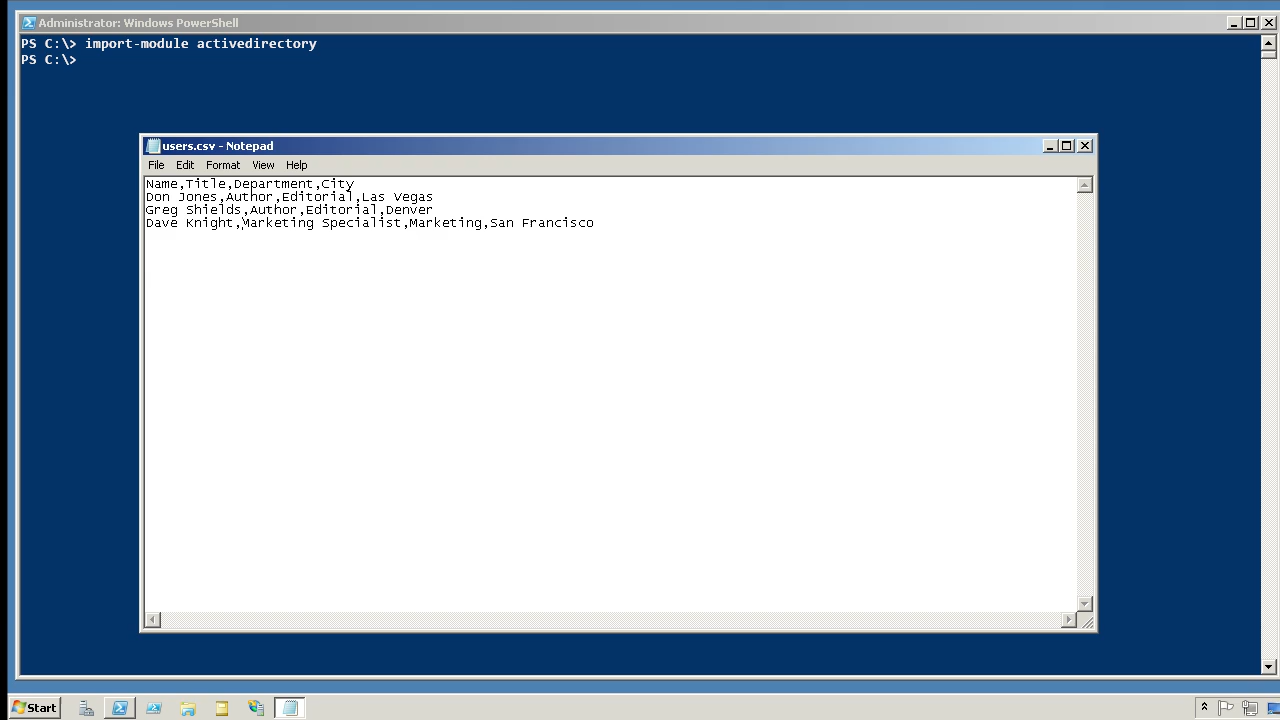 Administrator: Windows PowerShell
PS C:\> import-module activedirectory
PS C:\>
users.csv - Notepad
File Edit Format View Help
Name,Title,Department,City
Don Jones,Author,Editorial,Las Vegas
Greg Shields,Author,Editorial,Denver
Dave Knight,Marketing Specialist,Marketing,San Francisco
Start